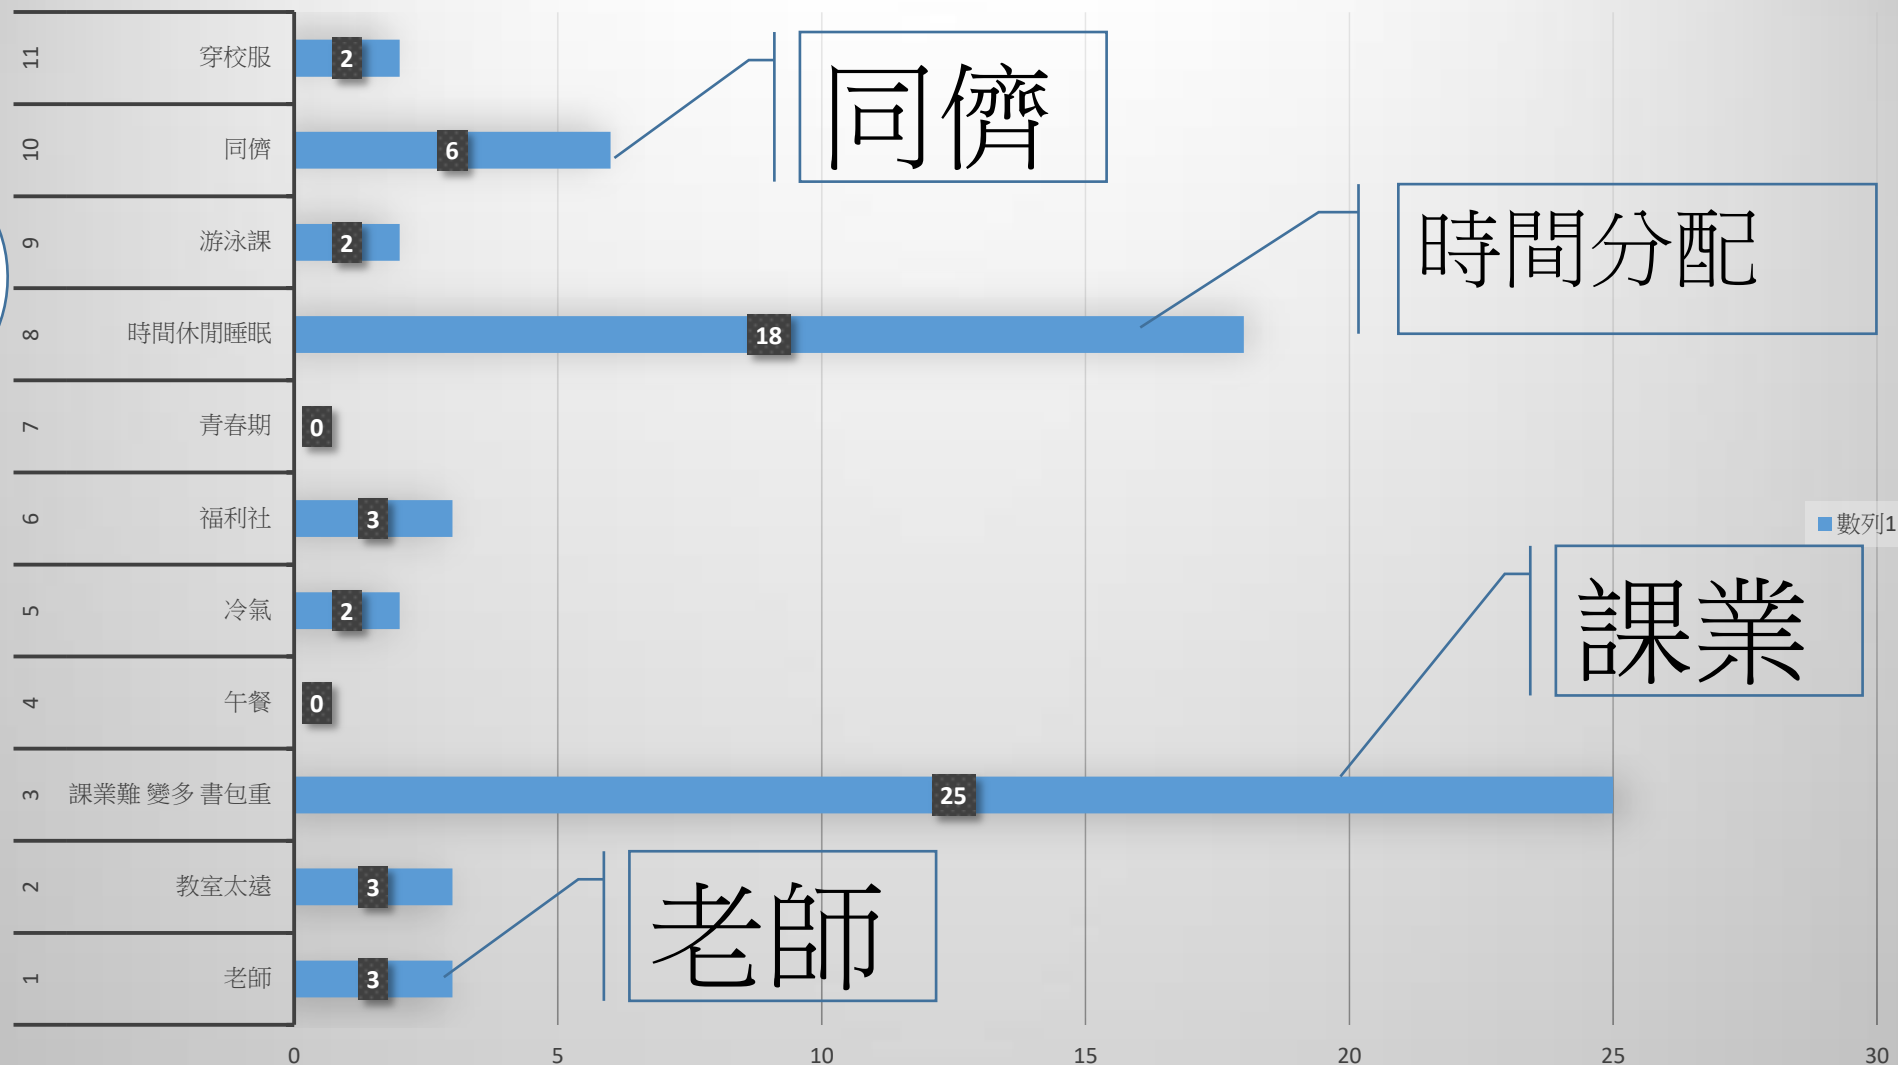 11 穿校服 2
10 同儕 6
同儕
9 游泳課 2
時間分配
8 時間休閒睡眠 18
7 青春期 0
6 福利社 3
數列1
5 冷氣 2
課業
4 午餐 0
3 課業難 變多 書包重 25
2 教室太遠 3
老師
1 老師 3
0 5 10 15 20 25 30